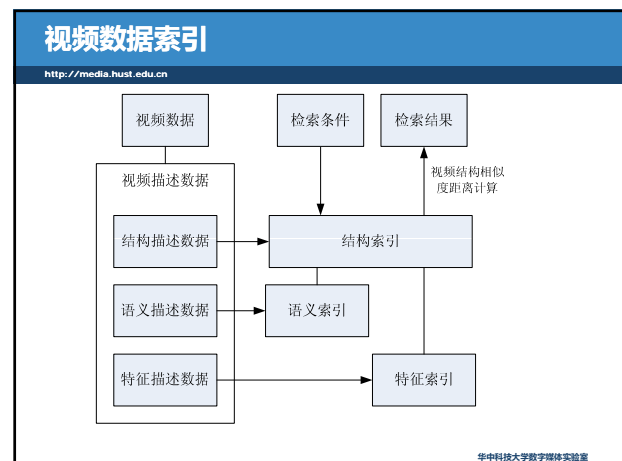 视频数据索引
http://media.hust.edu.cn
视频数据
检索条件
检索结果
视频描述数据
视频结构相似
度距离计算
结构描述数据
结构索引
语义描述数据
语义索引
特征描述数据
特征索引
华中科技大学数字媒体实验室